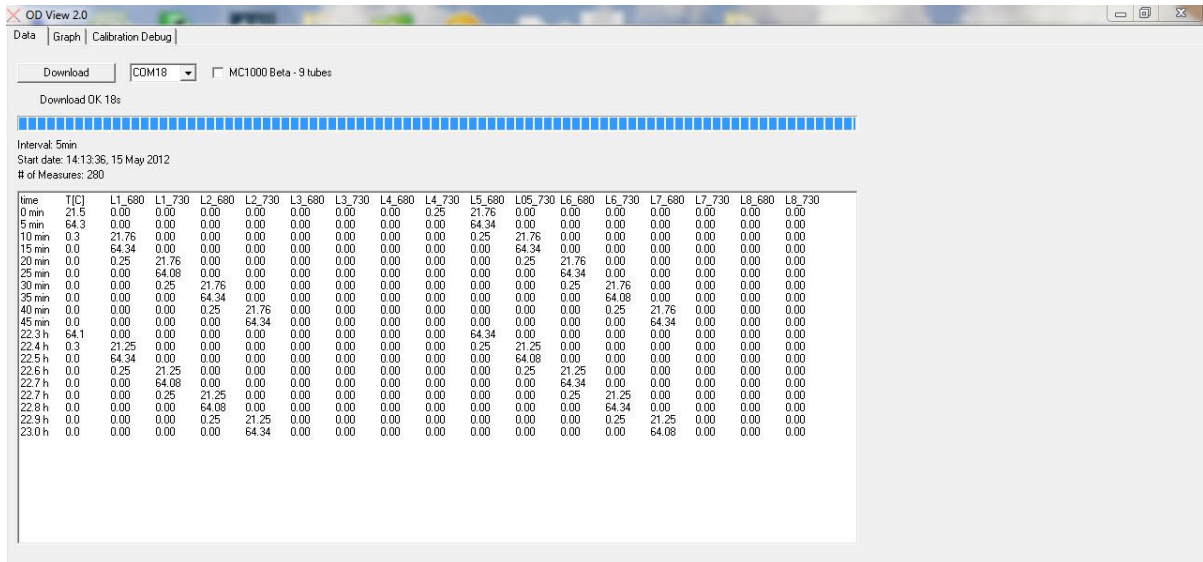 OD View 2.0
Data Graph Calibration Debug
Download COM18 MC1000 Beta - 9 tubes
Download OK 18s
Interval: 5min
Start date: 14:13:36, 15 May 2012
# of Measures: 280
time T[C] L1_680 L1_730 L2_680 L2_730 L3_680 L3_730 L4_680 L4_730 L5_680 L05_730 L6_680 L6_730 L7_680 L7_730 L8_680 L8_730
0 min 21.5 0.00 0.00 0.00 0.00 0.00 0.00 0.00 0.25 21.76 0.00 0.00 0.00 0.00 0.00 0.00 0.00
5 min 64.3 0.00 0.00 0.00 0.00 0.00 0.00 0.00 0.00 64.34 0.00 0.00 0.00 0.00 0.00 0.00 0.00
10 min 0.3 21.76 0.00 0.00 0.00 0.00 0.00 0.00 0.00 0.25 21.76 0.00 0.00 0.00 0.00 0.00 0.00
15 min 0.0 64.34 0.00 0.00 0.00 0.00 0.00 0.00 0.00 0.00 64.34 0.00 0.00 0.00 0.00 0.00 0.00
20 min 0.0 0.25 21.76 0.00 0.00 0.00 0.00 0.00 0.00 0.00 0.25 21.76 0.00 0.00 0.00 0.00 0.00
25 min 0.0 0.00 64.08 0.00 0.00 0.00 0.00 0.00 0.00 0.00 0.00 64.34 0.00 0.00 0.00 0.00 0.00
30 min 0.0 0.00 0.25 21.76 0.00 0.00 0.00 0.00 0.00 0.00 0.00 0.25 21.76 0.00 0.00 0.00 0.00
35 min 0.0 0.00 0.00 64.34 0.00 0.00 0.00 0.00 0.00 0.00 0.00 0.00 64.08 0.00 0.00 0.00 0.00
40 min 0.0 0.00 0.00 0.25 21.76 0.00 0.00 0.00 0.00 0.00 0.00 0.00 0.25 21.76 0.00 0.00 0.00
45 min 0.0 0.00 0.00 0.00 64.34 0.00 0.00 0.00 0.00 0.00 0.00 0.00 0.00 64.34 0.00 0.00 0.00
22.3 h 64.1 0.00 0.00 0.00 0.00 0.00 0.00 0.00 0.00 64.34 0.00 0.00 0.00 0.00 0.00 0.00 0.00
22.4 h 0.3 21.25 0.00 0.00 0.00 0.00 0.00 0.00 0.00 0.25 21.25 0.00 0.00 0.00 0.00 0.00 0.00
22.5 h 0.0 64.34 0.00 0.00 0.00 0.00 0.00 0.00 0.00 0.00 64.08 0.00 0.00 0.00 0.00 0.00 0.00
22.6 h 0.0 0.25 21.25 0.00 0.00 0.00 0.00 0.00 0.00 0.00 0.25 21.25 0.00 0.00 0.00 0.00 0.00
22.7 h 0.0 0.00 64.08 0.00 0.00 0.00 0.00 0.00 0.00 0.00 0.00 64.34 0.00 0.00 0.00 0.00 0.00
22.7 h 0.0 0.00 0.25 21.25 0.00 0.00 0.00 0.00 0.00 0.00 0.00 0.25 21.25 0.00 0.00 0.00 0.00
22.8 h 0.0 0.00 0.00 64.08 0.00 0.00 0.00 0.00 0.00 0.00 0.00 0.00 64.34 0.00 0.00 0.00 0.00
22.9 h 0.0 0.00 0.00 0.25 21.25 0.00 0.00 0.00 0.00 0.00 0.00 0.00 0.25 21.25 0.00 0.00 0.00
23.0 h 0.0 0.00 0.00 0.00 64.34 0.00 0.00 0.00 0.00 0.00 0.00 0.00 0.00 64.08 0.00 0.00 0.00